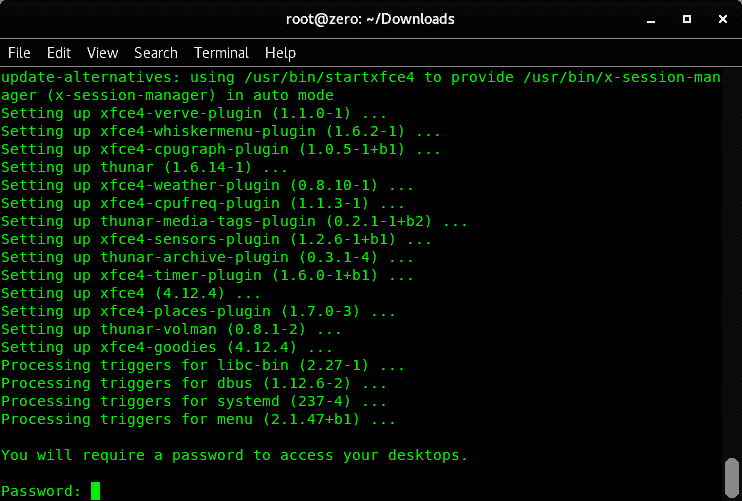 root@zero: ~/Downloads
File Edit View Search Terminal Help
update-alternatives: using /usr/bin/startxfce4 to provide /usr/bin/x-session-man
ager (x-session-manager) in auto mode
Setting up xfce4-verve-plugin (1.1.0-1) ...
Setting up xfce4-whiskermenu-plugin (1.6.2-1) ...
Setting up xfce4-cpugraph-plugin (1.0.5-1+b1) ...
Setting up thunar (1.6.14-1) ...
Setting up xfce4-weather-plugin (0.8.10-1) ...
Setting up xfce4-cpufreq-plugin (1.1.3-1) ...
Setting up thunar-media-tags-plugin (0.2.1-1+b2) ...
Setting up xfce4-sensors-plugin (1.2.6-1+b1) ...
Setting up thunar-archive-plugin (0.3.1-4) ...
Setting up xfce4-timer-plugin (1.6.0-1+b1) ...
Setting up xfce4 (4.12.4) ...
Setting up xfce4-places-plugin (1.7.0-3) ...
Setting up thunar-volman (0.8.1-2) ...
Setting up xfce4-goodies (4.12.4) ...
Processing triggers for libc-bin (2.27-1) ...
Processing triggers for dbus (1.12.6-2) ...
Processing triggers for systemd (237-4) ...
Processing triggers for menu (2.1.47+b1) ...
You will require a password to access your desktops.
Password: